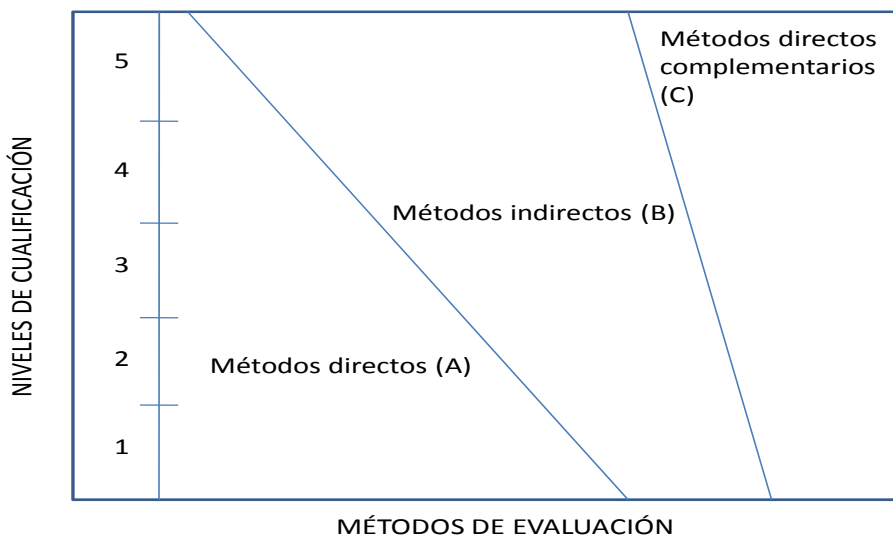 NIVELES DE CUALIFICACIÓN
5
4
3
2
1
Métodos directos
complementarios
(C)
Métodos indirectos (B)
Métodos directos (A)
MÉTODOS DE EVALUACIÓN